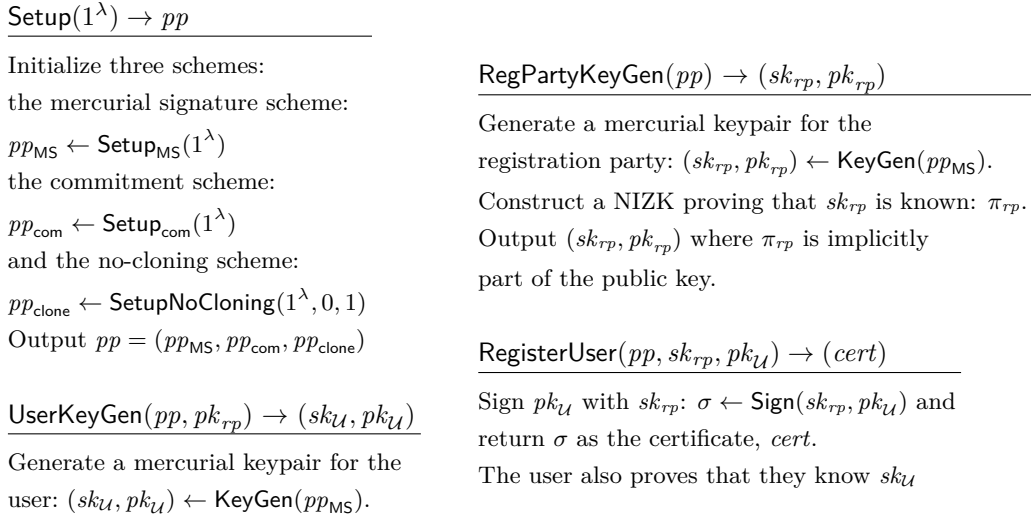 Setup(1^λ) → pp
Initialize three schemes:
the mercurial signature scheme:
pp_MS ← Setup_MS(1^λ)
the commitment scheme:
pp_com ← Setup_com(1^λ)
and the no-cloning scheme:
pp_clone ← SetupNoCloning(1^λ, 0, 1)
Output pp = (pp_MS, pp_com, pp_clone)
UserKeyGen(pp, pk_rp) → (sk_𝒰, pk_𝒰)
Generate a mercurial keypair for the
user: (sk_𝒰, pk_𝒰) ← KeyGen(pp_MS).
RegPartyKeyGen(pp) → (sk_rp, pk_rp)
Generate a mercurial keypair for the
registration party: (sk_rp, pk_rp) ← KeyGen(pp_MS).
Construct a NIZK proving that sk_rp is known: π_rp.
Output (sk_rp, pk_rp) where π_rp is implicitly
part of the public key.
RegisterUser(pp, sk_rp, pk_𝒰) → (cert)
Sign pk_𝒰 with sk_rp: σ ← Sign(sk_rp, pk_𝒰) and
return σ as the certificate, cert.
The user also proves that they know sk_𝒰